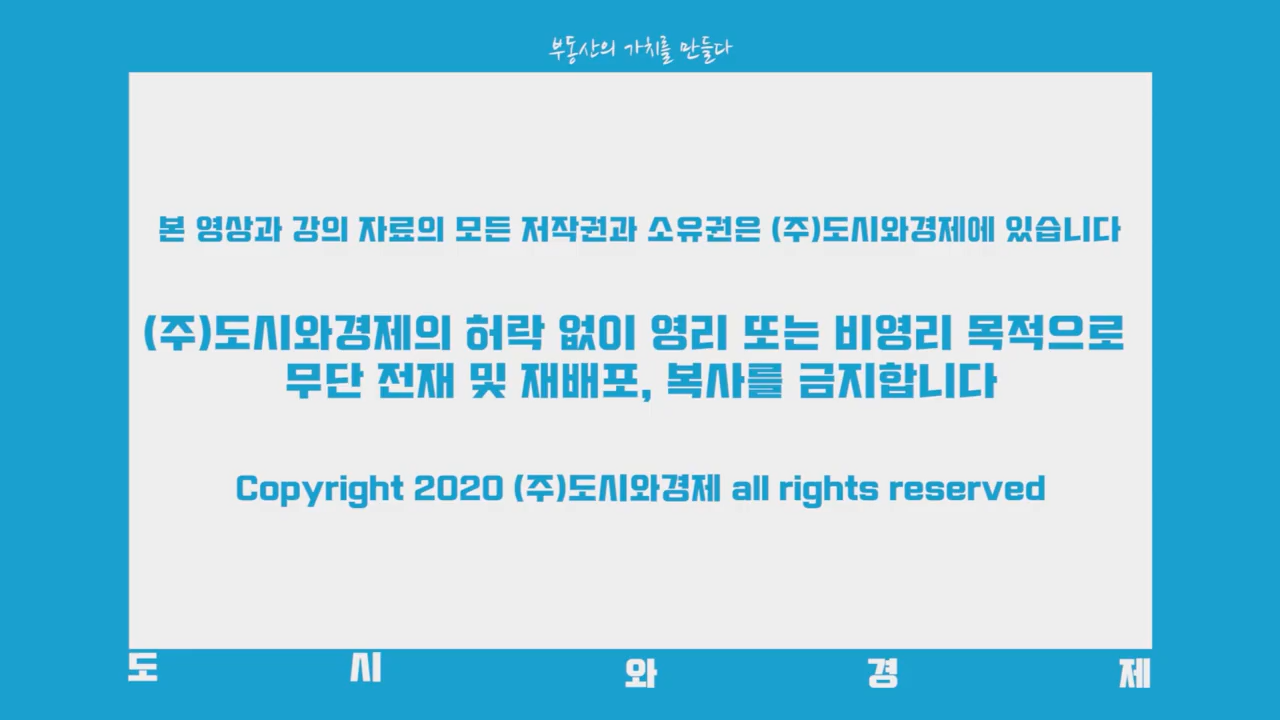 부동산의 가치를 만들다
본 영상과 강의 자료의 모든 저작권과 소유권은 (주)도시와경제에 있습니다
(주)도시와경제의 허락 없이 영리 또는 비영리 목적으로
무단 전재 및 재배포, 복사를 금지합니다
Copyright 2020 (주)도시와경제 all rights reserved
도 시 와 경 제